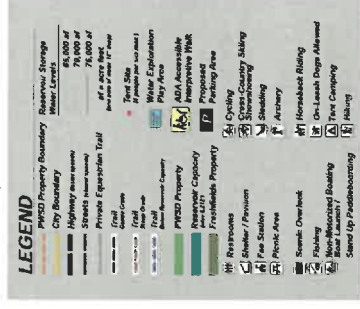 LEGEND
PWSD Property Boundary
City Boundary
Highway
Streets
Private Equestrian Trail
Trail
Trail
Trail
PWSD Property
Reservoir Capacity
Freshfields Property
Restrooms
Shelter / Pavilion
Fee Station
Picnic Area
Scenic Overlook
Fishing
Non-Motorized Boating
Boat Launch /
Stand Up Paddleboarding
Reservoir Storage
Water Levels
85,000 af
79,000 af
75,000 af
Tent Site
Water Exploration
Play Area
ADA Accessible
Interpretive Walk
P
Proposed
Parking Area
Cycling
Cross-Country Skiing
Snowshoeing
Sledding
Archery
Horseback Riding
On-Leash Dogs Allowed
Tent Camping
Hiking